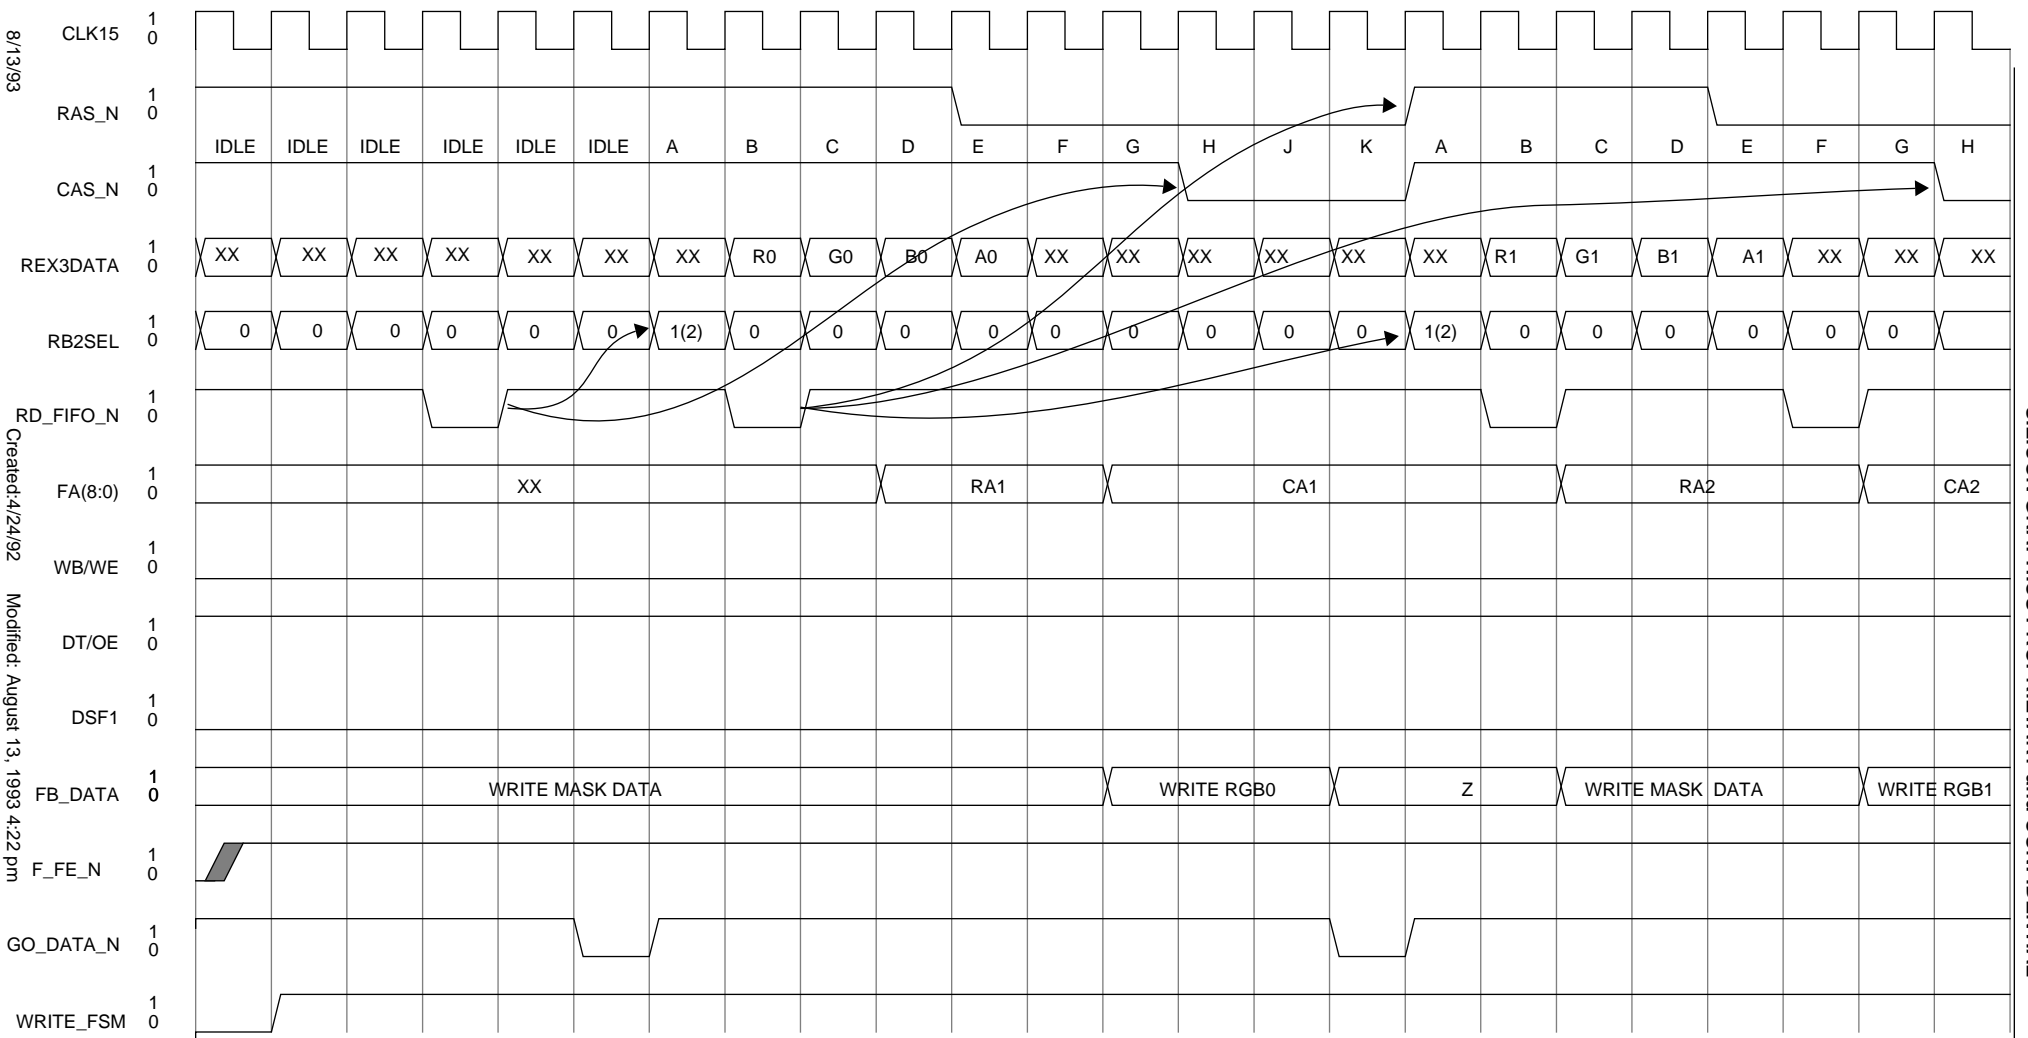 CLK15 1 0
RAS_N 1 0
IDLE IDLE IDLE IDLE IDLE IDLE A B C D E F G H J K A B C D E F G H
CAS_N 1 0
REX3DATA 1 0 XX XX XX XX XX XX XX R0 G0 B0 A0 XX XX XX XX XX XX R1 G1 B1 A1 XX XX XX
RB2SEL 1 0 0 0 0 0 0 0 1(2) 0 0 0 0 0 0 0 0 0 1(2) 0 0 0 0 0 0
RD_FIFO_N 1 0
FA(8:0) 1 0 XX RA1 CA1 RA2 CA2
WB/WE 1 0
DT/OE 1 0
DSF1 1 0
FB_DATA 1 0 WRITE MASK DATA WRITE RGB0 Z WRITE MASK DATA WRITE RGB1
F_FE_N 1 0
GO_DATA_N 1 0
WRITE_FSM 1 0
8/13/93
Created:4/24/92 Modified: August 13, 1993 4:22 pm